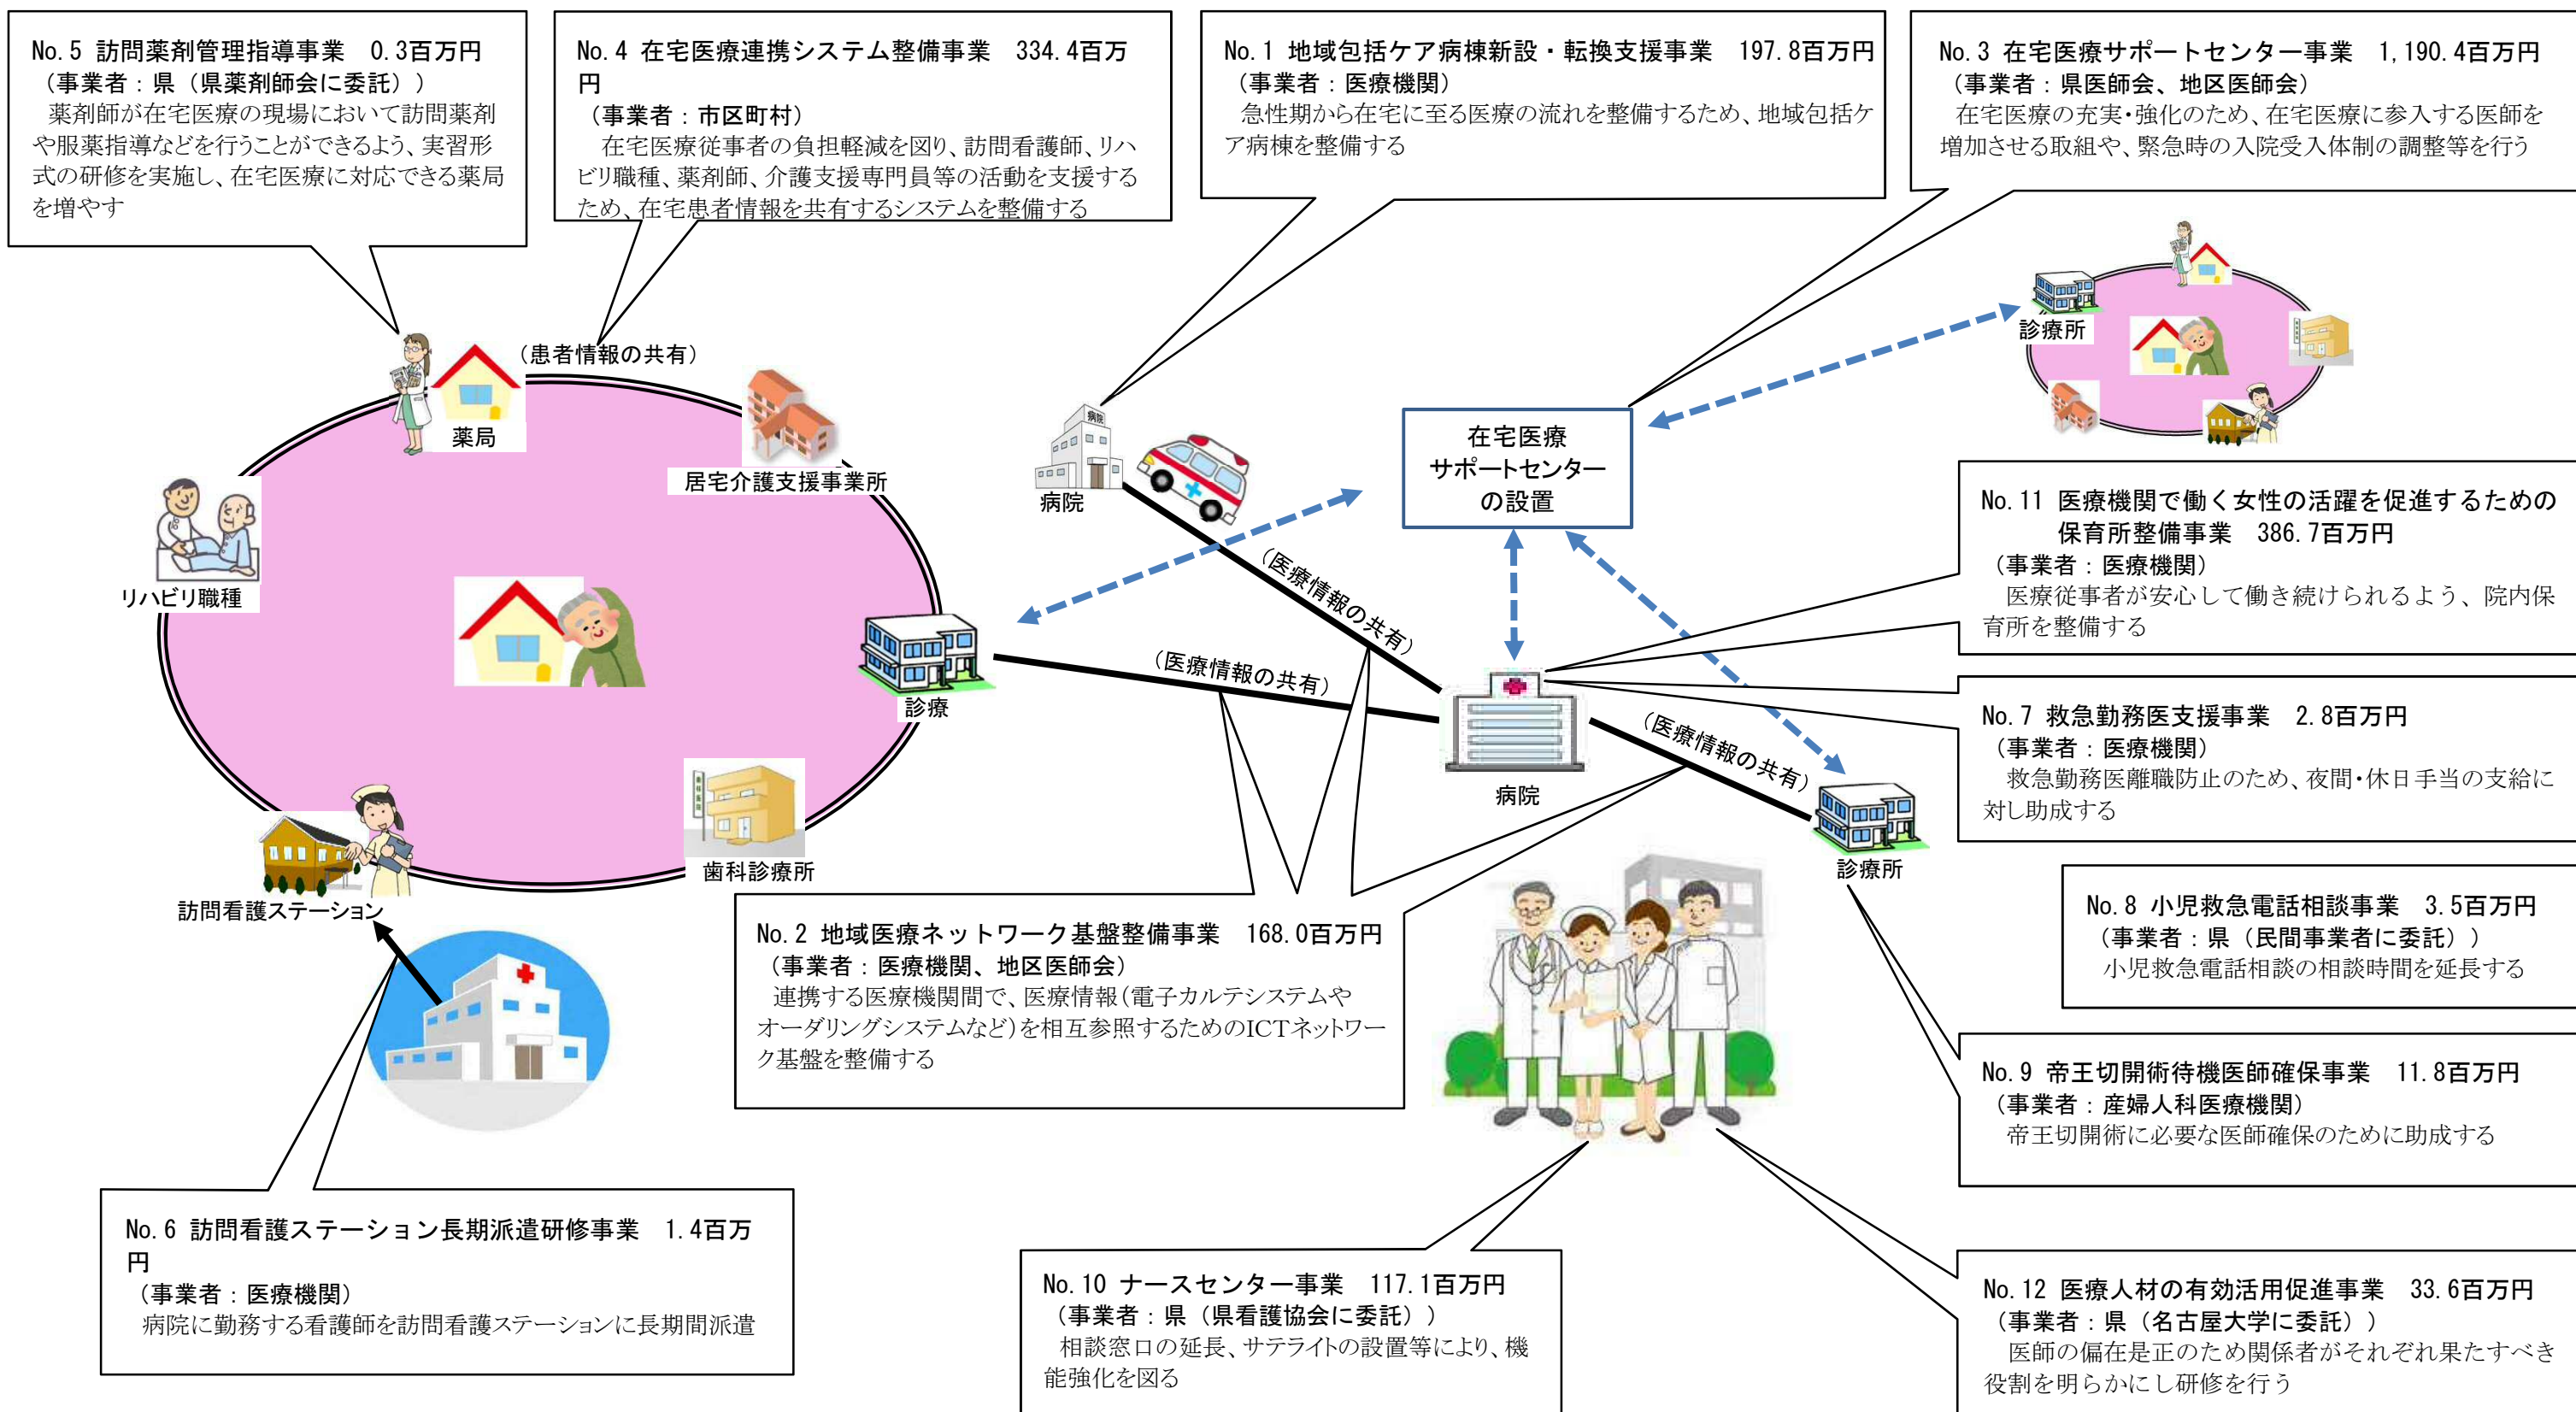 No.5 訪問薬剤管理指導事業　0.3百万円
（事業者：県（県薬剤師会に委託））
薬剤師が在宅医療の現場において訪問薬剤
や服薬指導などを行うことができるよう、実習形
式の研修を実施し、在宅医療に対応できる薬局
を増やす
No.4 在宅医療連携システム整備事業　334.4百万
円
（事業者：市区町村）
在宅医療従事者の負担軽減を図り、訪問看護師、リハ
ビリ職種、薬剤師、介護支援専門員等の活動を支援する
ため、在宅患者情報を共有するシステムを整備する
No.1 地域包括ケア病棟新設・転換支援事業　197.8百万円
（事業者：医療機関）
急性期から在宅に至る医療の流れを整備するため、地域包括ケ
ア病棟を整備する
No.3 在宅医療サポートセンター事業　1,190.4百万円
（事業者：県医師会、地区医師会）
在宅医療の充実・強化のため、在宅医療に参入する医師を
増加させる取組や、緊急時の入院受入体制の調整等を行う
（患者情報の共有）
薬局
居宅介護支援事業所
リハビリ職種
診療
歯科診療所
訪問看護ステーション
病院
病院
在宅医療
サポートセンター
の設置
診療所
（医療情報の共有）
（医療情報の共有）
（医療情報の共有）
病院
診療所
No.11 医療機関で働く女性の活躍を促進するための
保育所整備事業　386.7百万円
（事業者：医療機関）
医療従事者が安心して働き続けられるよう、院内保
育所を整備する
No.7 救急勤務医支援事業　2.8百万円
（事業者：医療機関）
救急勤務医離職防止のため、夜間・休日手当の支給に
対し助成する
No.8 小児救急電話相談事業　3.5百万円
（事業者：県（民間事業者に委託））
小児救急電話相談の相談時間を延長する
No.2 地域医療ネットワーク基盤整備事業　168.0百万円
（事業者：医療機関、地区医師会）
連携する医療機関間で、医療情報（電子カルテシステムや
オーダリングシステムなど）を相互参照するためのICTネットワー
ク基盤を整備する
No.9 帝王切開術待機医師確保事業　11.8百万円
（事業者：産婦人科医療機関）
帝王切開術に必要な医師確保のために助成する
No.6 訪問看護ステーション長期派遣研修事業　1.4百万
円
（事業者：医療機関）
病院に勤務する看護師を訪問看護ステーションに長期間派遣
No.10 ナースセンター事業　117.1百万円
（事業者：県（県看護協会に委託））
相談窓口の延長、サテライトの設置等により、機
能強化を図る
No.12 医療人材の有効活用促進事業　33.6百万円
（事業者：県（名古屋大学に委託））
医師の偏在是正のため関係者がそれぞれ果たすべき
役割を明らかにし研修を行う